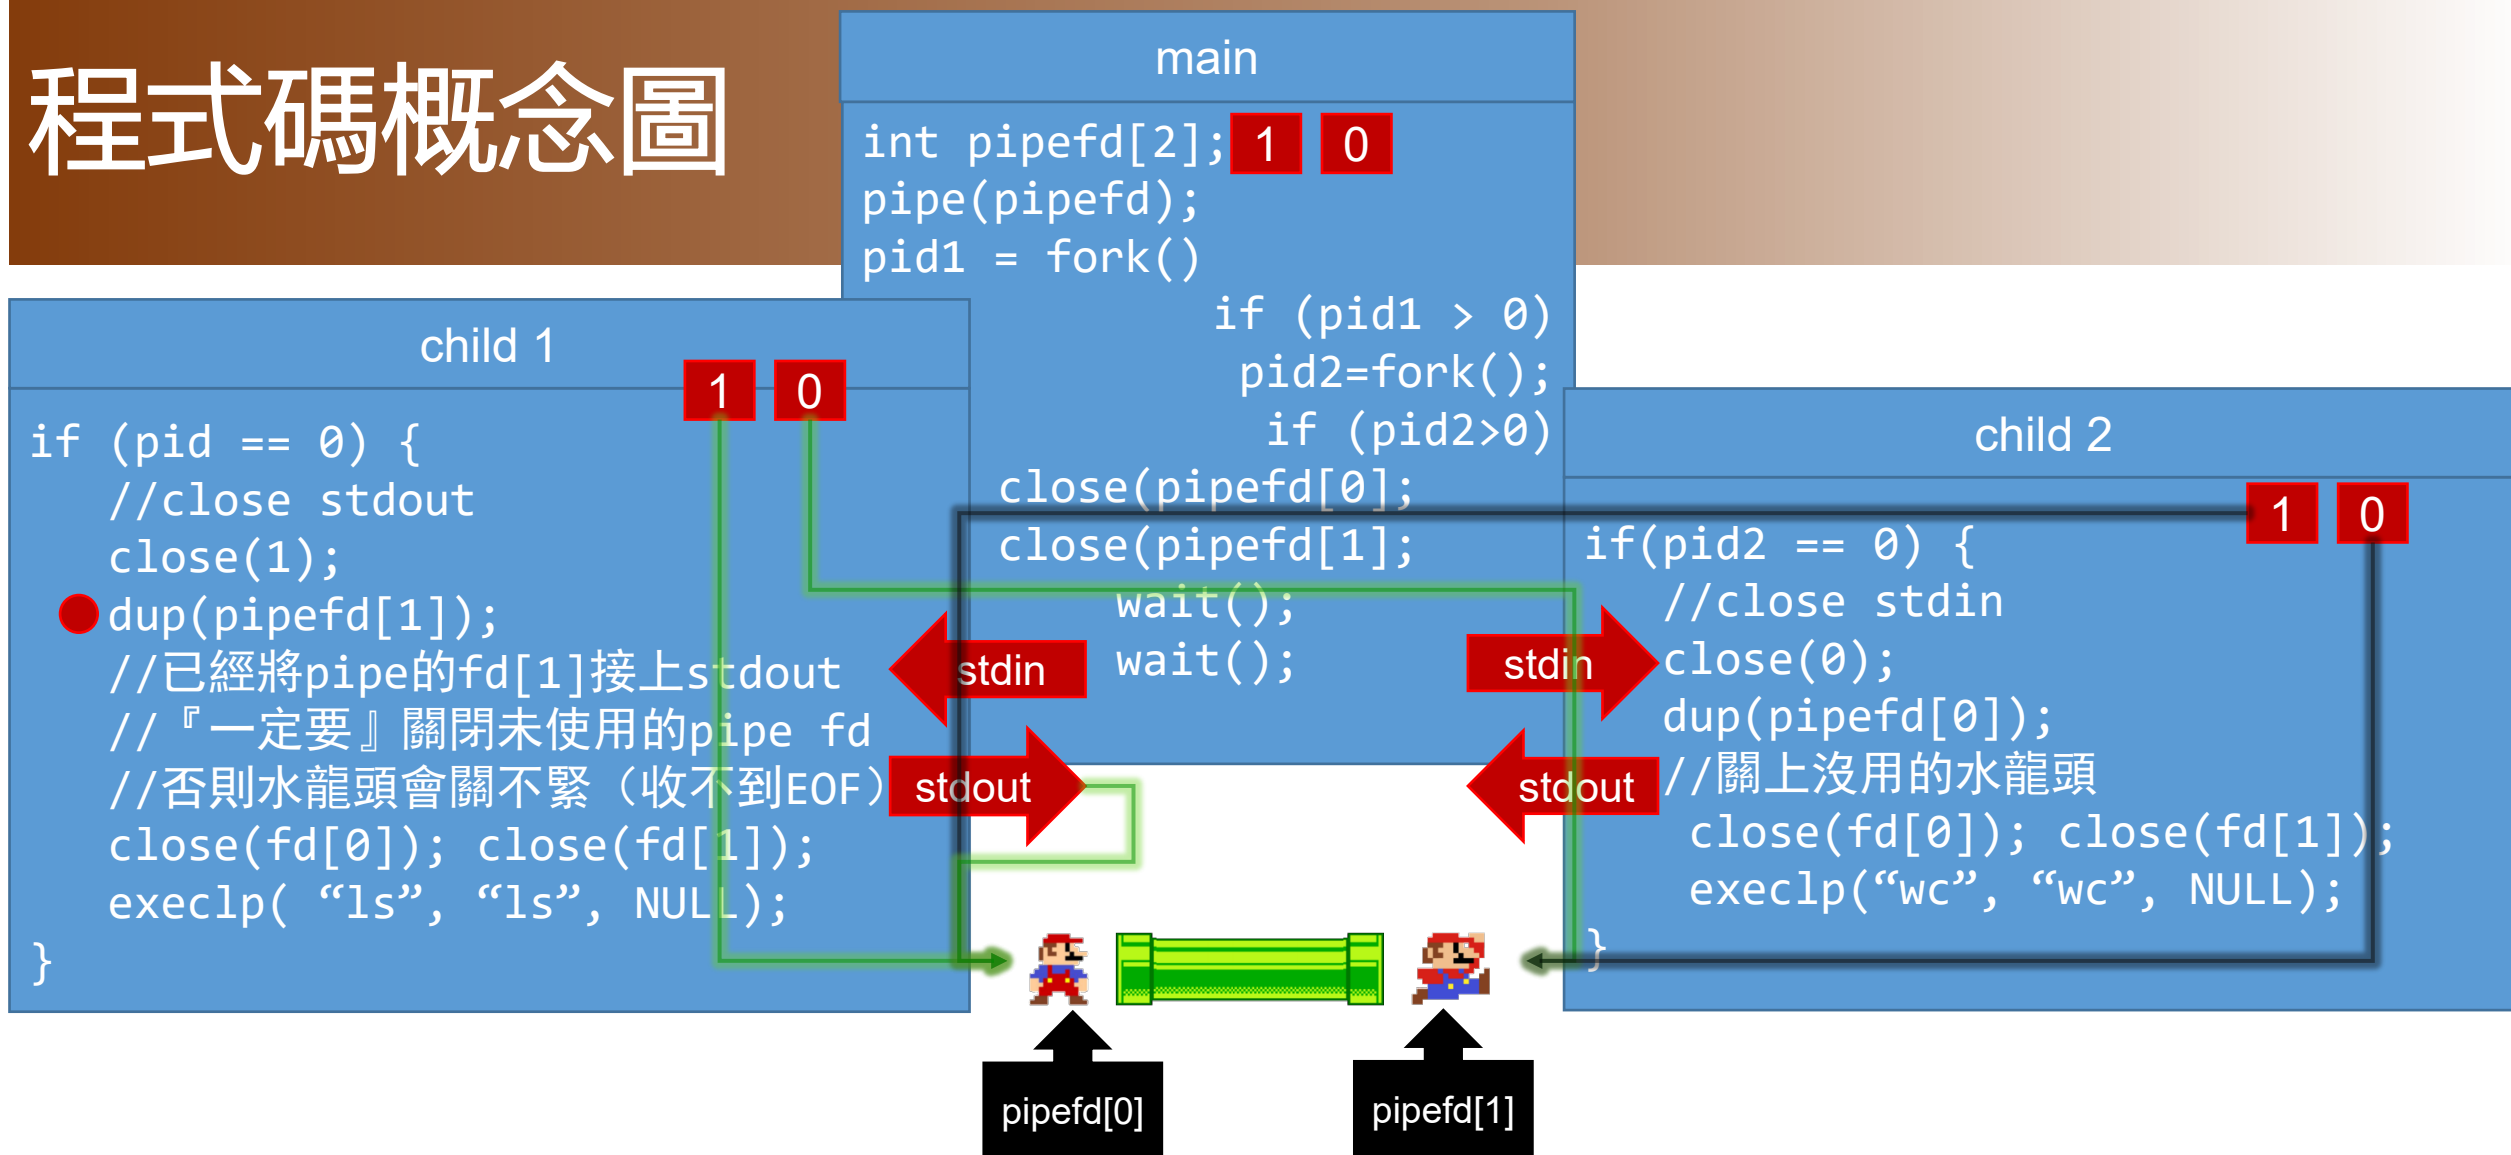 程式碼概念圖
main
int pipefd[2]; 1 0
pipe(pipefd);
pid1 = fork()
if (pid1 > 0)
pid2=fork();
if (pid2>0)
close(pipefd[0];
close(pipefd[1];
wait();
wait();
child 1
1 0
if (pid == 0) {
//close stdout
close(1);
dup(pipefd[1]);
//已經將pipe的fd[1]接上stdout
//『一定要』關閉未使用的pipe fd
//否則水龍頭會關不緊（收不到EOF）
close(fd[0]); close(fd[1]);
execlp( “ls”, “ls”, NULL);
}
stdin
stdout
child 2
1 0
if(pid2 == 0) {
//close stdin
close(0);
dup(pipefd[0]);
//關上沒用的水龍頭
close(fd[0]); close(fd[1]);
execlp(“wc”, “wc”, NULL);
}
stdin
stdout
pipefd[0]
pipefd[1]